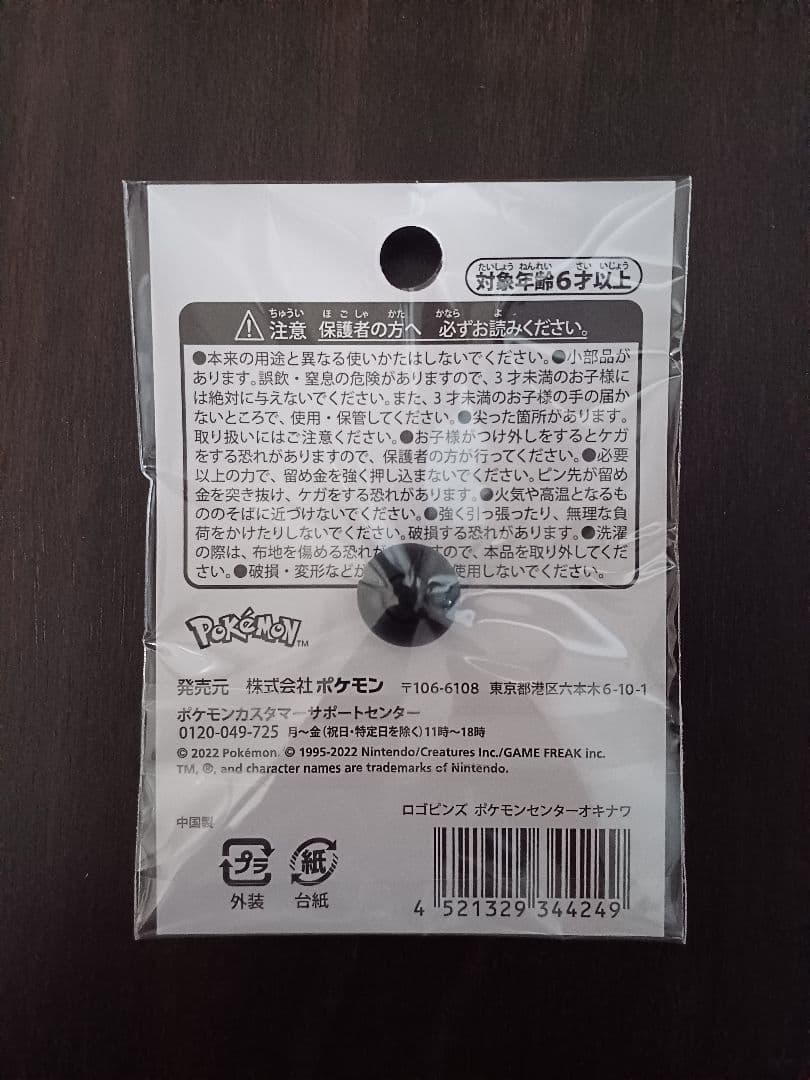 たいしょう ねんれい さい いじょう
対象年齢6才以上
ちゅうい ほごしゃ かた かなら よ
注意 保護者の方へ 必ずお読みください。
●本来の用途と異なる使いかたはしないでください。●小部品が
あります。誤飲・窒息の危険がありますので、3才未満のお子様に
は絶対に与えないでください。また、3才未満のお子様の手の届か
ないところで、使用・保管してください。●尖った箇所があります。
取り扱いにはご注意ください。●お子様がつけ外しをするとケガ
をする恐れがありますので、保護者の方が行ってください。●必要
以上の力で、留め金を強く押し込まないでください。ピン先が留め
金を突き抜け、ケガをする恐れがあります。●火気や高温となるも
ののそばに近づけないでください。●強く引っ張ったり、無理な負
荷をかけたりしないでください。破損する恐れがあります。●洗濯
の際は、布地を傷める恐れが すので、本品を取り外してくだ
さい。●破損・変形などが 使用しないでください。
POKéMON™
発売元 株式会社ポケモン 〒106-6108 東京都港区六本木6-10-1
ポケモンカスタマーサポートセンター
0120-049-725 月～金(祝日・特定日を除く)11時～18時
© 2022 Pokémon. © 1995-2022 Nintendo/Creatures Inc./GAME FREAK inc.
TM, ®, and character names are trademarks of Nintendo.
ロゴピンズ ポケモンセンターオキナワ
中国製
プラ 紙
外装 台紙
4 521329 344249